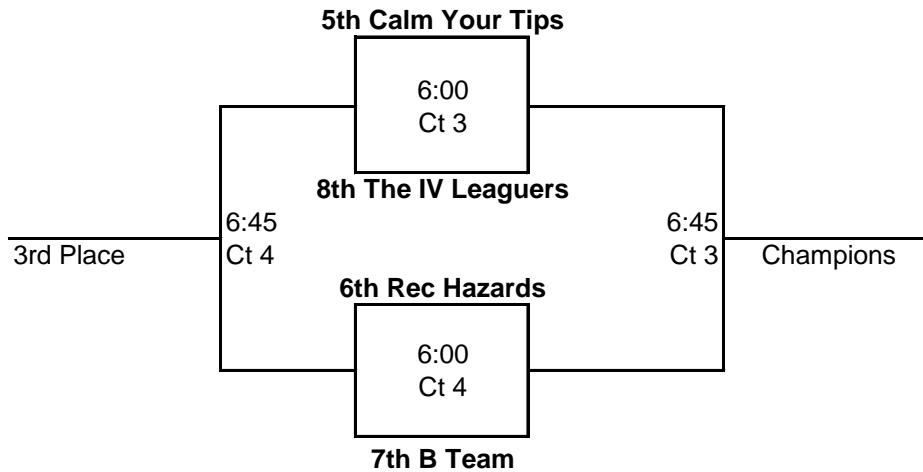 5th Calm Your Tips
6:00
Ct 3
8th The IV Leaguers
6:45
Ct 4
3rd Place
6:45
Ct 3
Champions
6th Rec Hazards
6:00
Ct 4
7th B Team